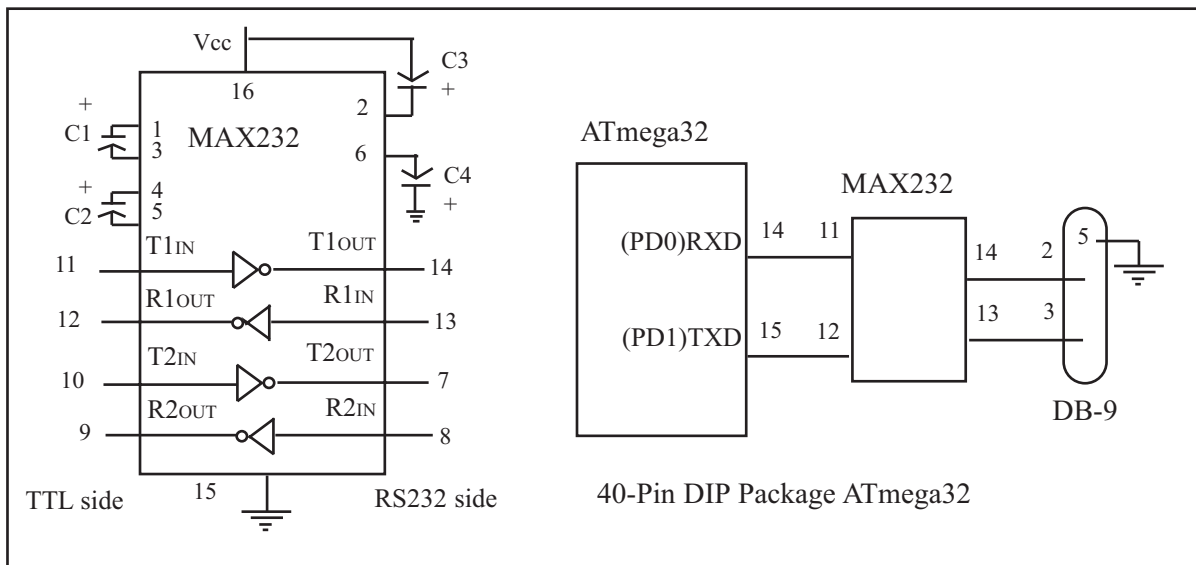 Vcc
C3
+
16
2
MAX232
+
C1
1
3
6
C4
+
+
C2
4
5
T1IN
T1OUT
11
14
R1OUT
R1IN
12
13
T2IN
T2OUT
10
7
R2OUT
R2IN
9
8
TTL side
15
RS232 side
ATmega32
MAX232
(PD0)RXD
14
11
14
2
5
(PD1)TXD
15
12
13
3
DB-9
40-Pin DIP Package ATmega32